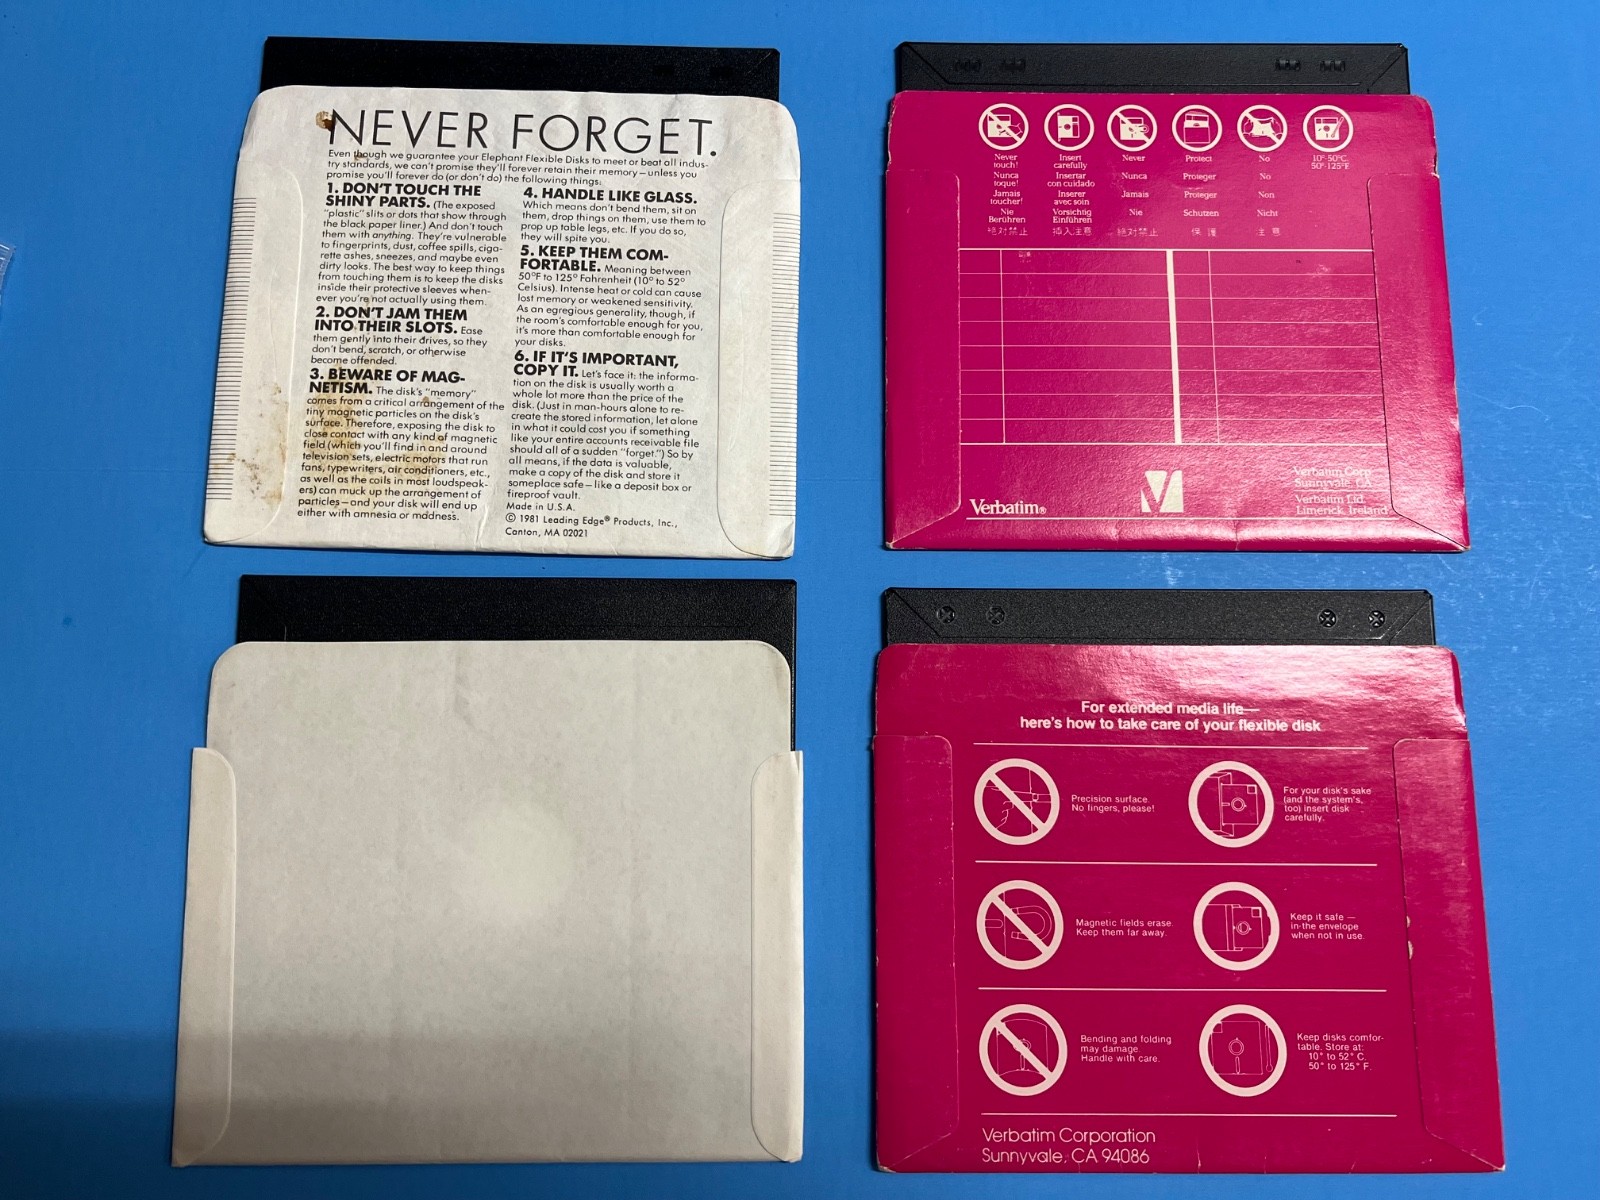 NEVER FORGET.
Even though we guarantee your Elephant Flexible Disks to meet or beat all indus-
try standards, we can't promise they'll forever retain their memory—unless you
promise you'll forever do (or don't do) the following things:
1. DON'T TOUCH THE
SHINY PARTS. (The exposed
"plastic" slits or dots that show through
the black paper liner.) And don't touch
them with anything. They're vulnerable
to fingerprints, dust, coffee spills, ciga-
rette ashes, sneezes, and maybe even
dirty looks. The best way to keep things
from touching them is to keep the disks
inside their protective sleeves when-
ever you're not actually using them.
2. DON'T JAM THEM
INTO THEIR SLOTS. Ease
them gently into their drives, so they
don't bend, scratch, or otherwise
become offended.
3. BEWARE OF MAG-
NETISM. The disk's "memory"
comes from a critical arrangement of the
tiny magnetic particles on the disk's
surface. Therefore, exposing the disk to
close contact with any kind of magnetic
field (which you'll find in and around
television sets, electric motors that run
fans, typewriters, air conditioners, etc.,
as well as the coils in most loudspeak-
ers) can muck up the arrangement of
particles—and your disk will end up
either with amnesia or madness.
4. HANDLE LIKE GLASS.
Which means don't bend them, sit on
them, drop things on them, use them to
prop up table legs, etc. If you do so,
they will spite you.
5. KEEP THEM COM-
FORTABLE. Meaning between
50°F to 125° Fahrenheit (10° to 52°
Celsius). Intense heat or cold can cause
lost memory or weakened sensitivity.
As an egregious generality, though, if
the room's comfortable enough for you,
it's more than comfortable enough for
your disks.
6. IF IT'S IMPORTANT,
COPY IT. Let's face it: the informa-
tion on the disk is usually worth a
whole lot more than the price of the
disk. (Just in man-hours alone to re-
create the stored information, let alone
in what it could cost you if something
like your entire accounts receivable file
should all of a sudden "forget.") So by
all means, if the data is valuable,
make a copy of the disk and store it
someplace safe—like a deposit box or
fireproof vault.
Made in U.S.A.
© 1981 Leading Edge® Products, Inc.,
Canton, MA 02021
Never
touch!
Nunca
toque!
Jamais
toucher!
Nie
Berühren
絶対禁止
Insert
carefully
Insertar
con cuidado
Inserer
avec soin
Vorsichtig
Einführen
挿入注意
Never
Nunca
Jamais
Nie
絶対禁止
Protect
Proteger
Proteger
Schutzen
保護
No
No
Non
Nicht
注意
10°-50°C.
50°-125°F
Verbatim®
Verbatim Corp.
Sunnyvale, CA
Verbatim Ltd.
Limerick, Ireland
For extended media life—
here's how to take care of your flexible disk
Precision surface.
No fingers, please!
For your disk's sake
(and the system's,
too) insert disk
carefully.
Magnetic fields erase.
Keep them far away.
Keep it safe —
in the envelope
when not in use.
Bending and folding
may damage.
Handle with care.
Keep disks comfor-
table. Store at:
10° to 52° C.
50° to 125° F.
Verbatim Corporation
Sunnyvale, CA 94086